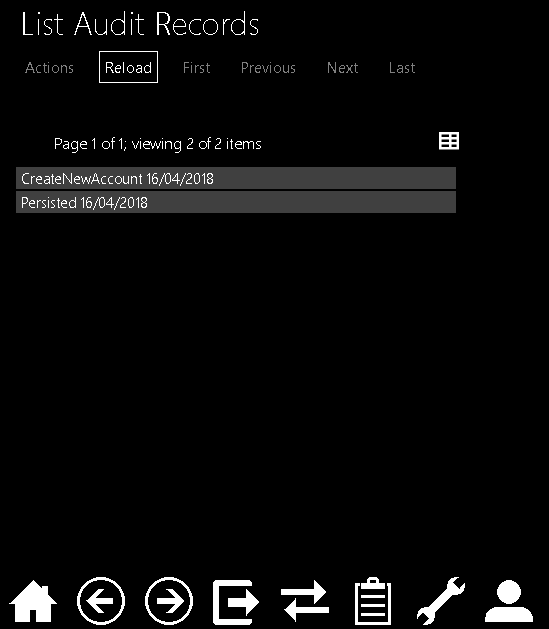 List Audit Records
Actions Reload First Previous Next Last
Page 1 of 1; viewing 2 of 2 items
CreateNewAccount 16/04/2018
Persisted 16/04/2018